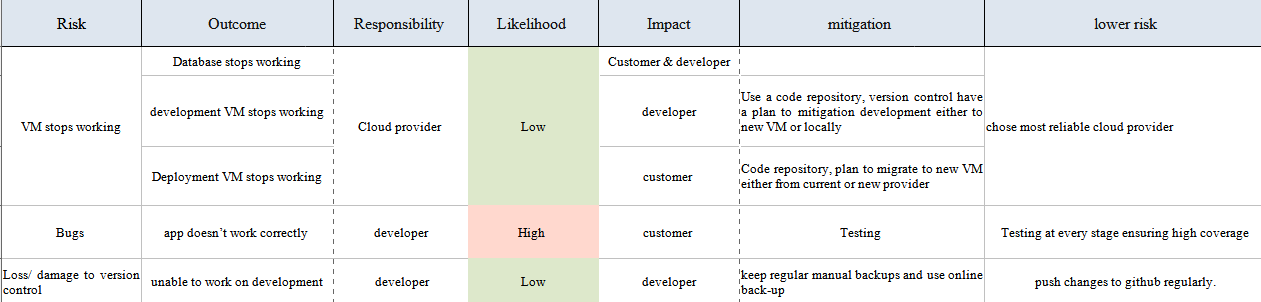 Risk Outcome Responsibility Likelihood Impact mitigation lower risk
VM stops working
Database stops working
development VM stops working
Deployment VM stops working
Cloud provider
Low
Customer & developer
developer
customer
Use a code repository, version control have
a plan to mitigation development either to
new VM or locally
Code repository, plan to migrate to new VM
either from current or new provider
chose most reliable cloud provider
Bugs
app doesn't work correctly
developer
High
customer
Testing
Testing at every stage ensuring high coverage
Loss/ damage to version
control
unable to work on development
developer
Low
developer
keep regular manual backups and use online
back-up
push changes to github regularly.